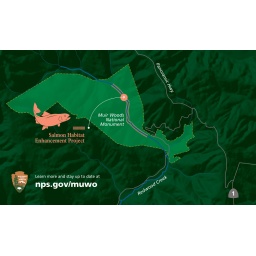 Panoramic Hwy
Muir Woods
National
Monument
Salmon Habitat
Enhancement Project
Redwood Creek
Learn more and stay up to date at
nps.gov/muwo
1